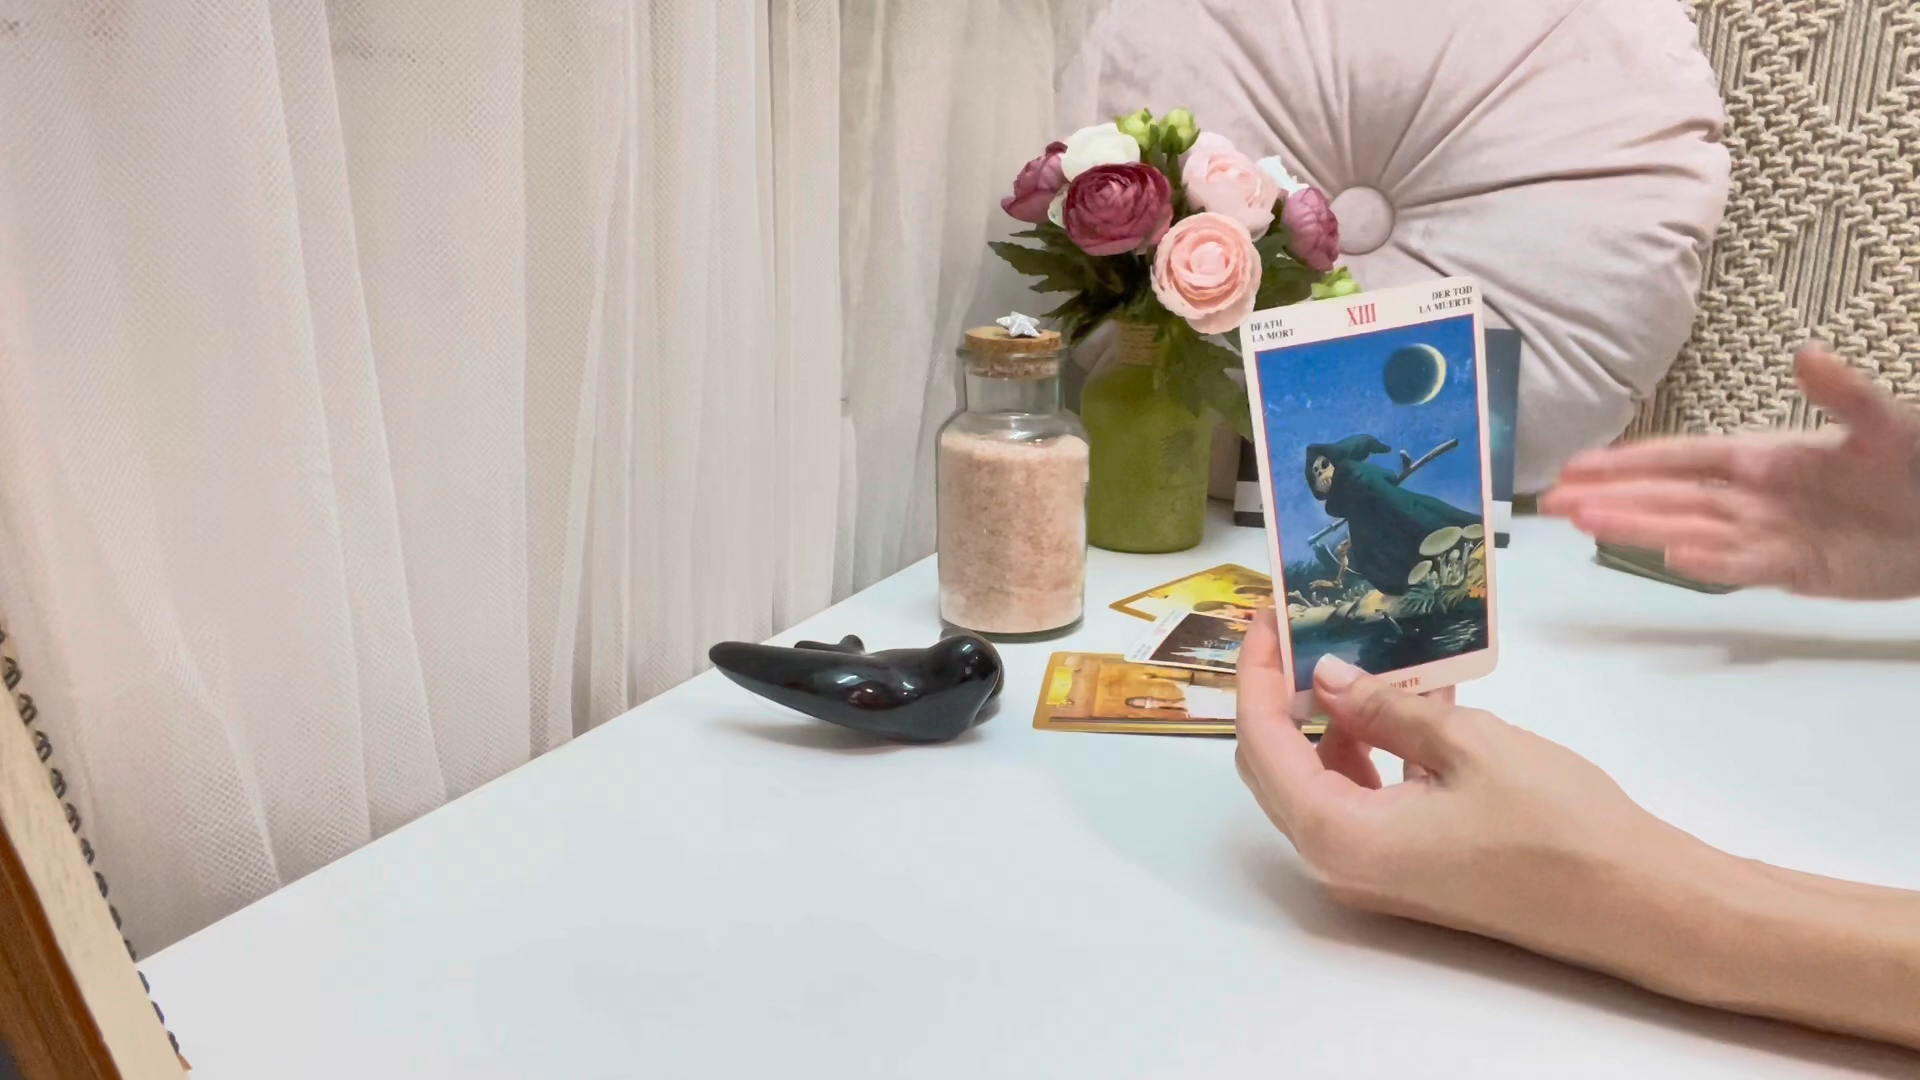 DEATH
LA MORT
XIII
DER TOD
LA MUERTE